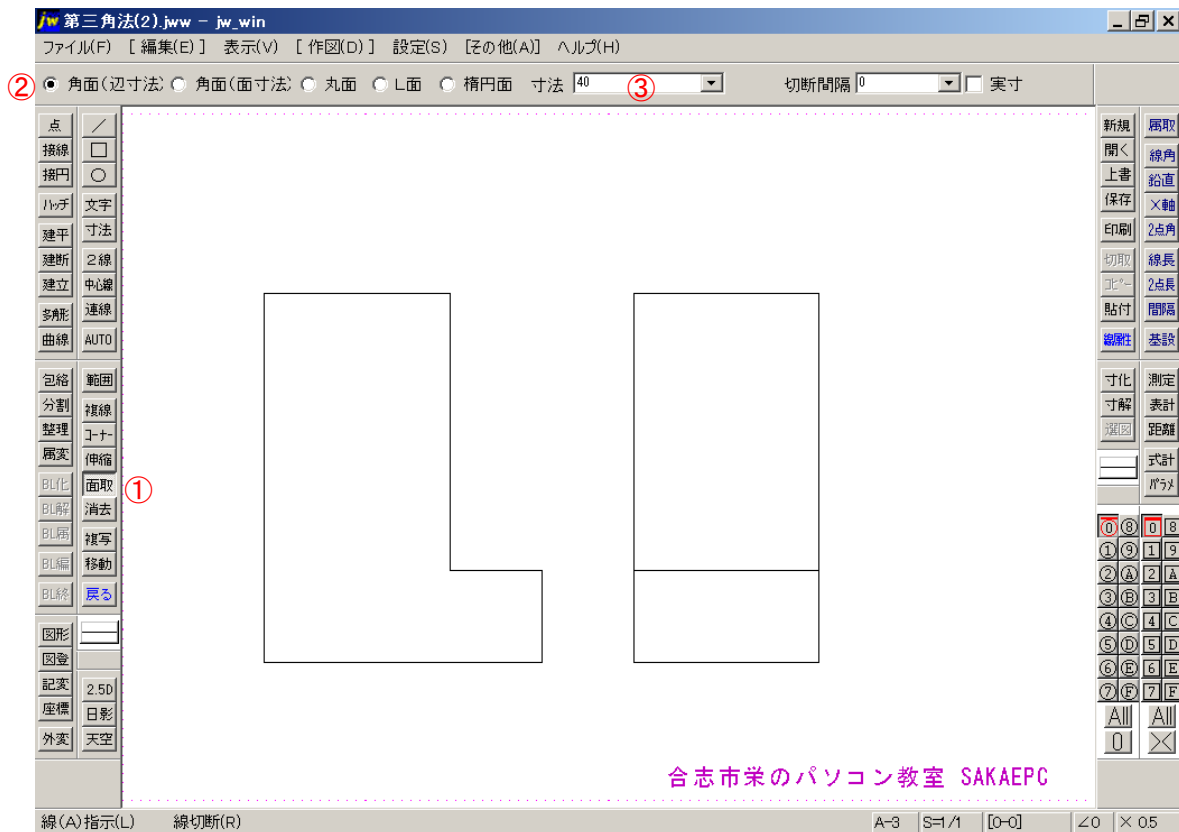 jw 第三角法(2).jww - jw_win
ファイル(F) [ 編集(E) ] 表示(V) [ 作図(D) ] 設定(S) [その他(A)] ヘルプ(H)
② 角面(辺寸法) 角面(面寸法) 丸面 L面 楕円面 寸法 40 ③ 切断間隔 0 実寸
点 ／
接線 □
接円 ○
ハッチ 文字
建平 寸法
建断 2線
建立 中心線
多角形 連線
曲線 AUTO
包絡 範囲
分割 複線
整理 コーナー
属変 伸縮
BL化 面取 ①
BL解 消去
BL属 複写
BL編 移動
BL終 戻る
図形
図登
記変 2.5D
座標 日影
外変 天空
新規 属取
開く 線角
上書 鉛直
保存 X軸
印刷 2点角
切取 線長
コピー 2点長
貼付 間隔
線属性 基設
寸化 測定
寸解 表計
選図 距離
式計
パラメ
0 8 0 8
1 9 1 9
2 A 2 A
3 B 3 B
4 C 4 C
5 D 5 D
6 E 6 E
7 F 7 F
All All
0 ×
合志市栄のパソコン教室 SAKAEPC
線(A)指示(L) 線切断(R) A-3 S=1/1 [0-0] ∠0 × 0.5